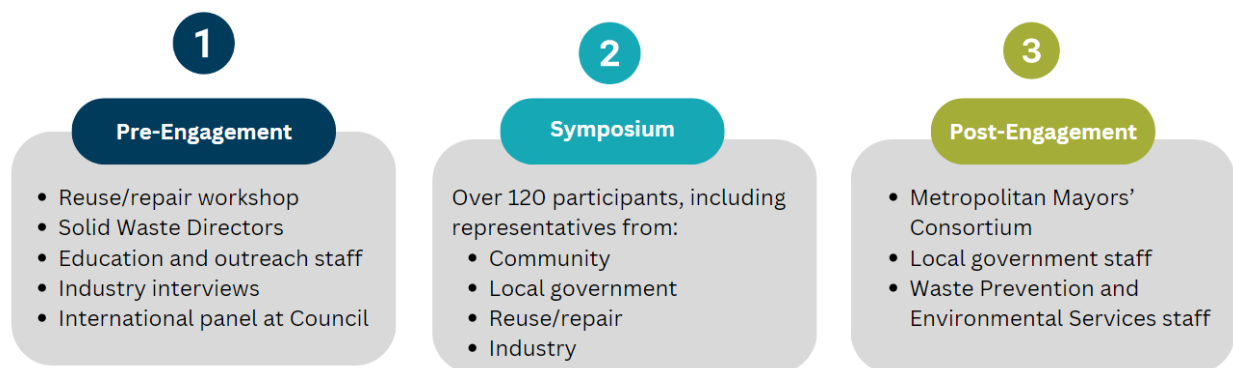 1
Pre-Engagement
• Reuse/repair workshop
• Solid Waste Directors
• Education and outreach staff
• Industry interviews
• International panel at Council
2
Symposium
Over 120 participants, including
representatives from:
• Community
• Local government
• Reuse/repair
• Industry
3
Post-Engagement
• Metropolitan Mayors’
Consortium
• Local government staff
• Waste Prevention and
Environmental Services staff